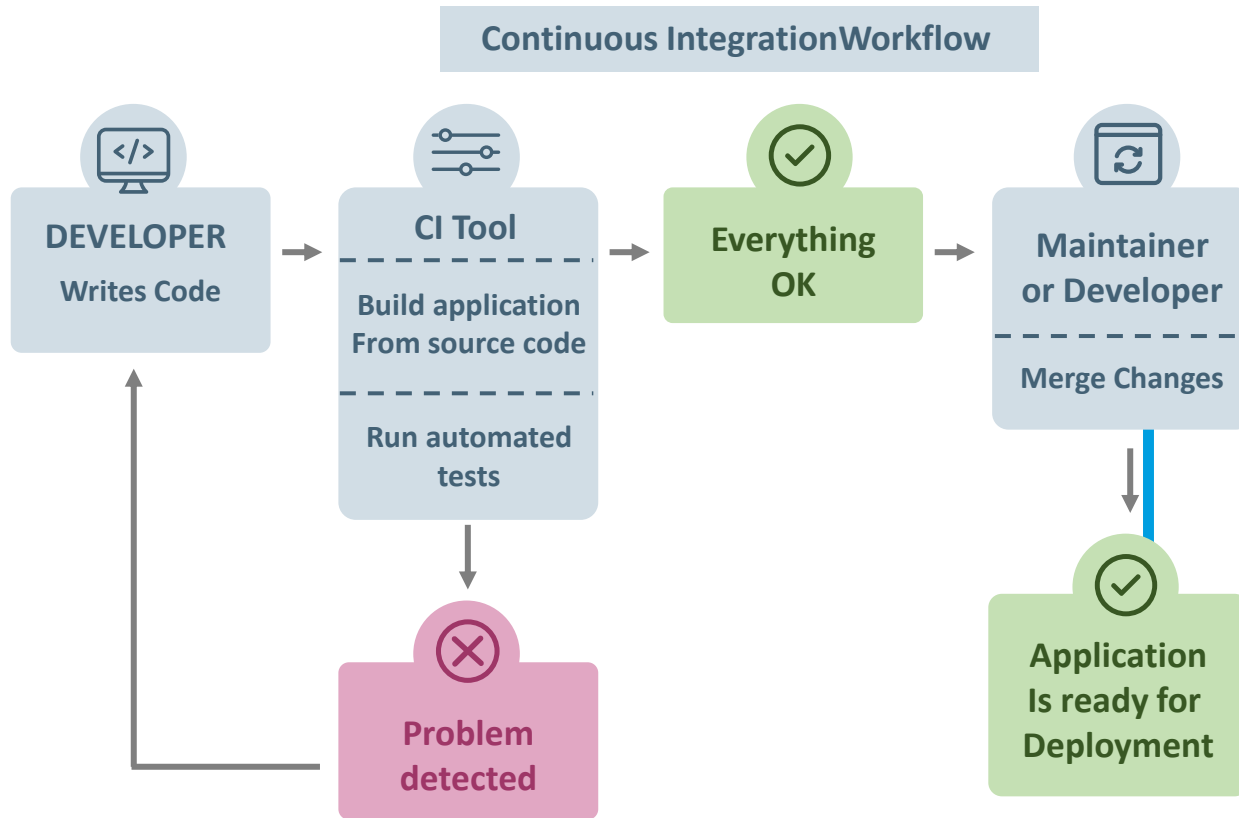 Continuous IntegrationWorkflow
</>
DEVELOPER
Writes Code
CI Tool
Build application
From source code
Run automated
tests
Everything
OK
Maintainer
or Developer
Merge Changes
Problem
detected
Application
Is ready for
Deployment